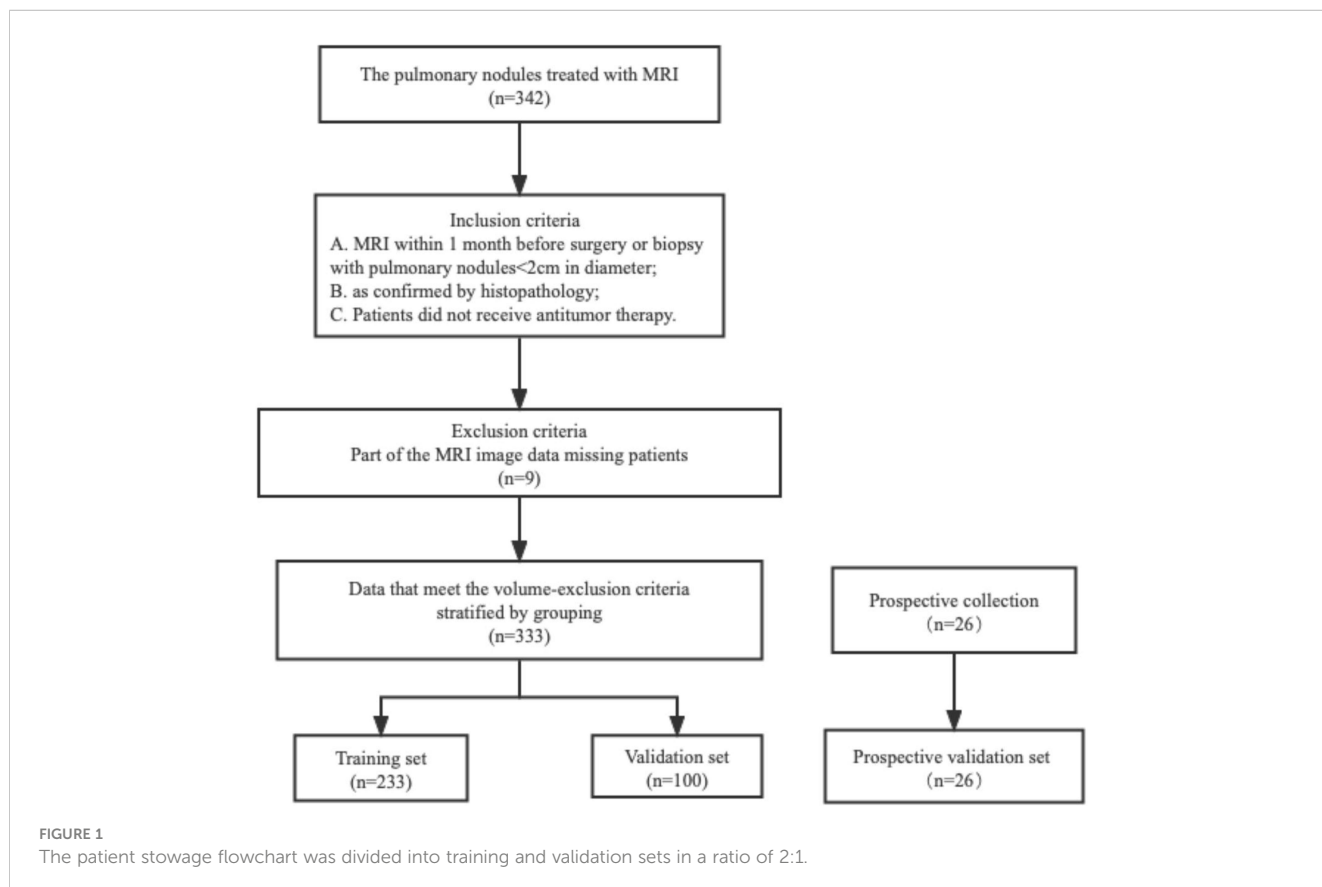 The pulmonary nodules treated with MRI
(n=342)
Inclusion criteria
A. MRI within 1 month before surgery or biopsy
with pulmonary nodules<2cm in diameter;
B. as confirmed by histopathology;
C. Patients did not receive antitumor therapy.
Exclusion criteria
Part of the MRI image data missing patients
(n=9)
Data that meet the volume-exclusion criteria
stratified by grouping
(n=333)
Training set
(n=233)
Validation set
(n=100)
Prospective collection
(n=26)
Prospective validation set
(n=26)
FIGURE 1
The patient stowage flowchart was divided into training and validation sets in a ratio of 2:1.